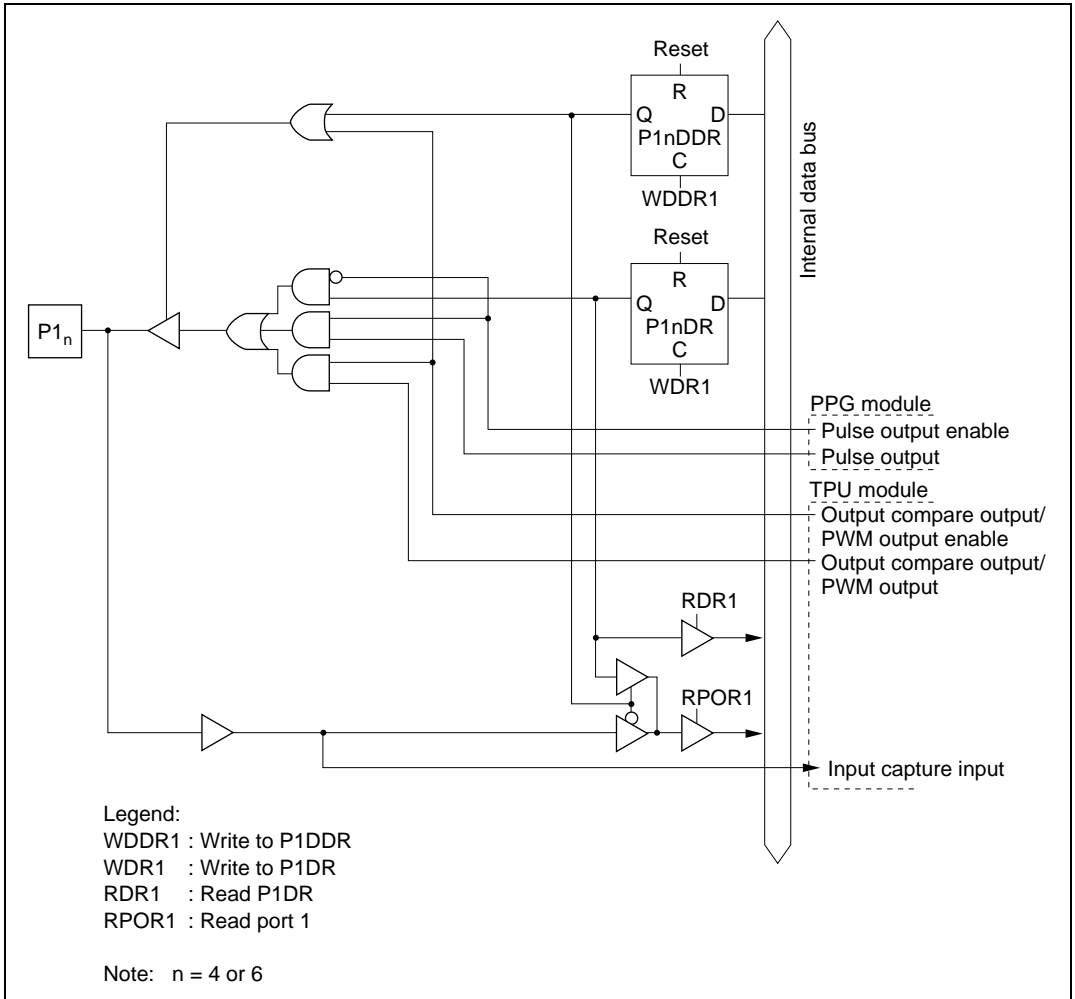 Reset
R
Q D
P1nDDR
C
WDDR1
Internal data bus
Reset
R
Q D
P1nDR
C
WDR1
P1n
PPG module
Pulse output enable
Pulse output
TPU module
Output compare output/
PWM output enable
Output compare output/
PWM output
RDR1
RPOR1
Input capture input
Legend:
WDDR1 : Write to P1DDR
WDR1 : Write to P1DR
RDR1 : Read P1DR
RPOR1 : Read port 1
Note: n = 4 or 6